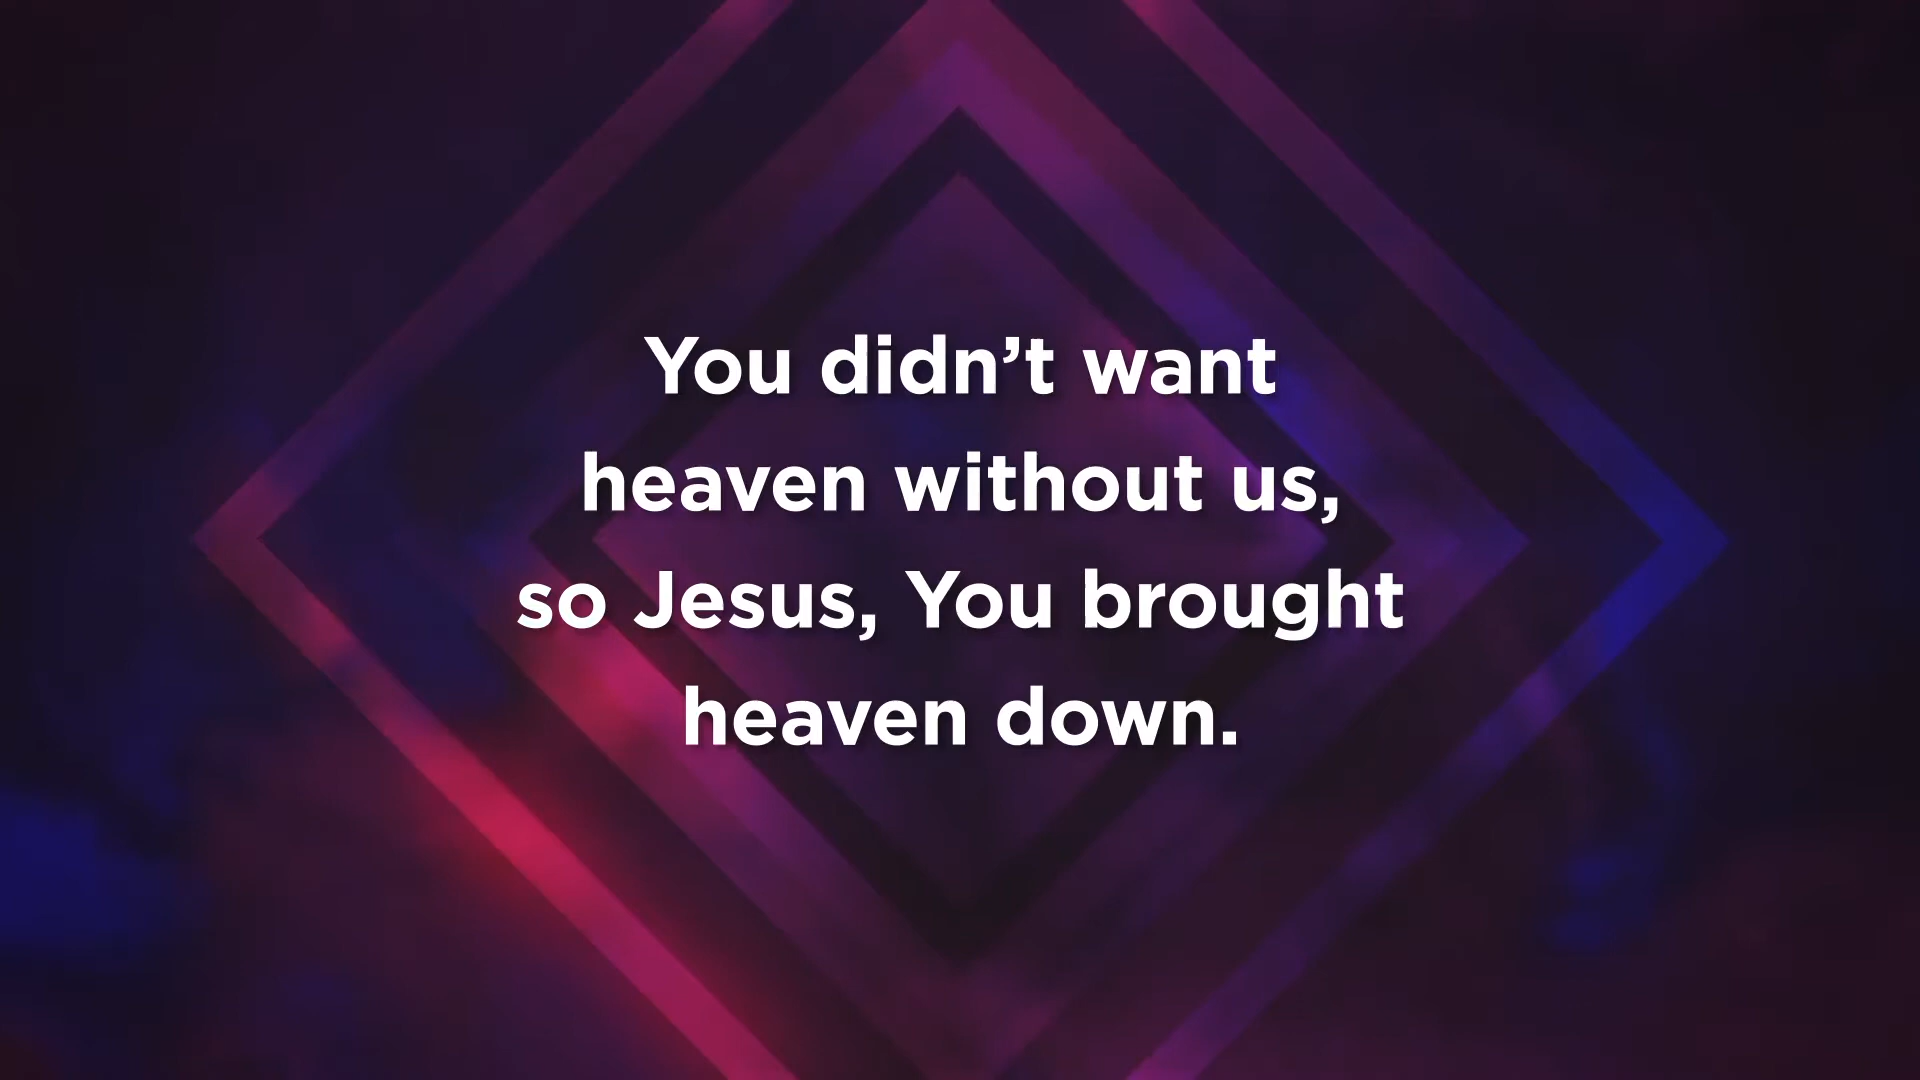 You didn’t want
heaven without us,
so Jesus, You brought
heaven down.